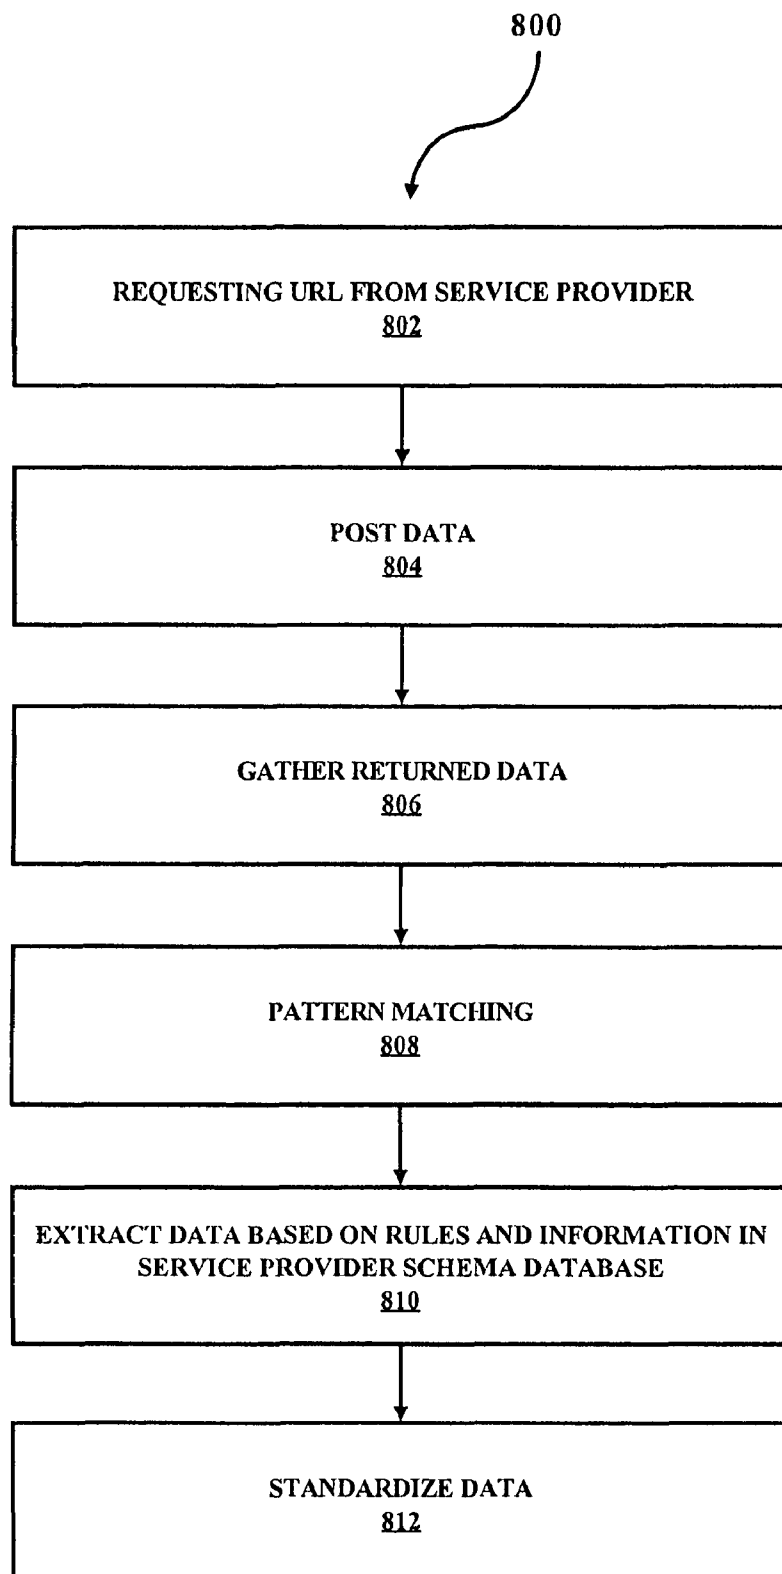 800
REQUESTING URL FROM SERVICE PROVIDER
802
POST DATA
804
GATHER RETURNED DATA
806
PATTERN MATCHING
808
EXTRACT DATA BASED ON RULES AND INFORMATION IN
SERVICE PROVIDER SCHEMA DATABASE
810
STANDARDIZE DATA
812